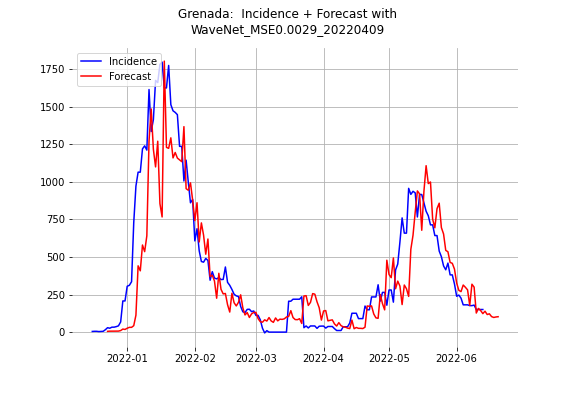 Grenada:  Incidence + Forecast with
WaveNet_MSE0.0029_20220409
Incidence
Forecast
1750
1500
1250
1000
750
500
250
0
2022-01 2022-02 2022-03 2022-04 2022-05 2022-06